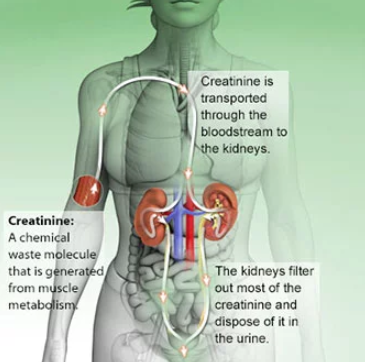 Creatinine is
transported
through the
bloodstream to
the kidneys.
Creatinine:
A chemical
waste molecule
that is generated
from muscle
metabolism.
The kidneys filter
out most of the
creatinine and
dispose of it in
the urine.